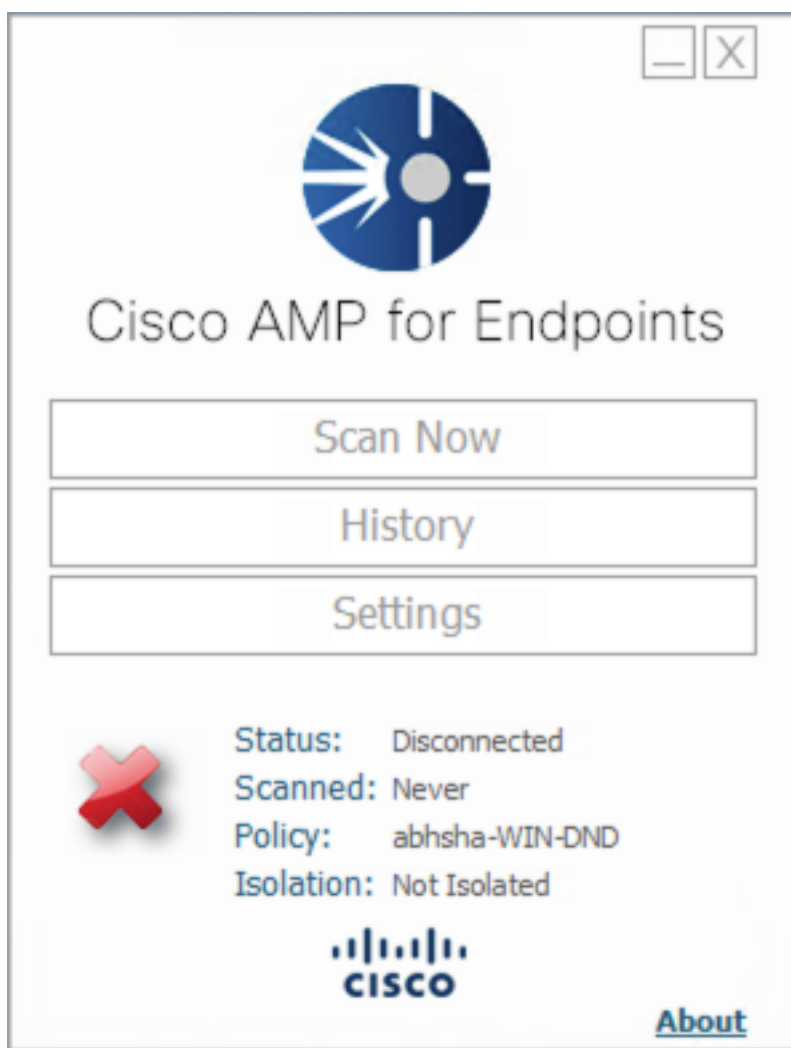 Cisco AMP for Endpoints
Scan Now
History
Settings
Status: Disconnected
Scanned: Never
Policy: abhsha-WIN-DND
Isolation: Not Isolated
CISCO
About